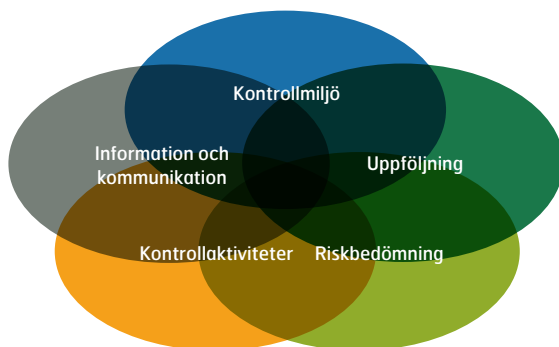 Kontrollmiljö
Information och
kommunikation
Uppföljning
Kontrollaktiviteter
Riskbedömning